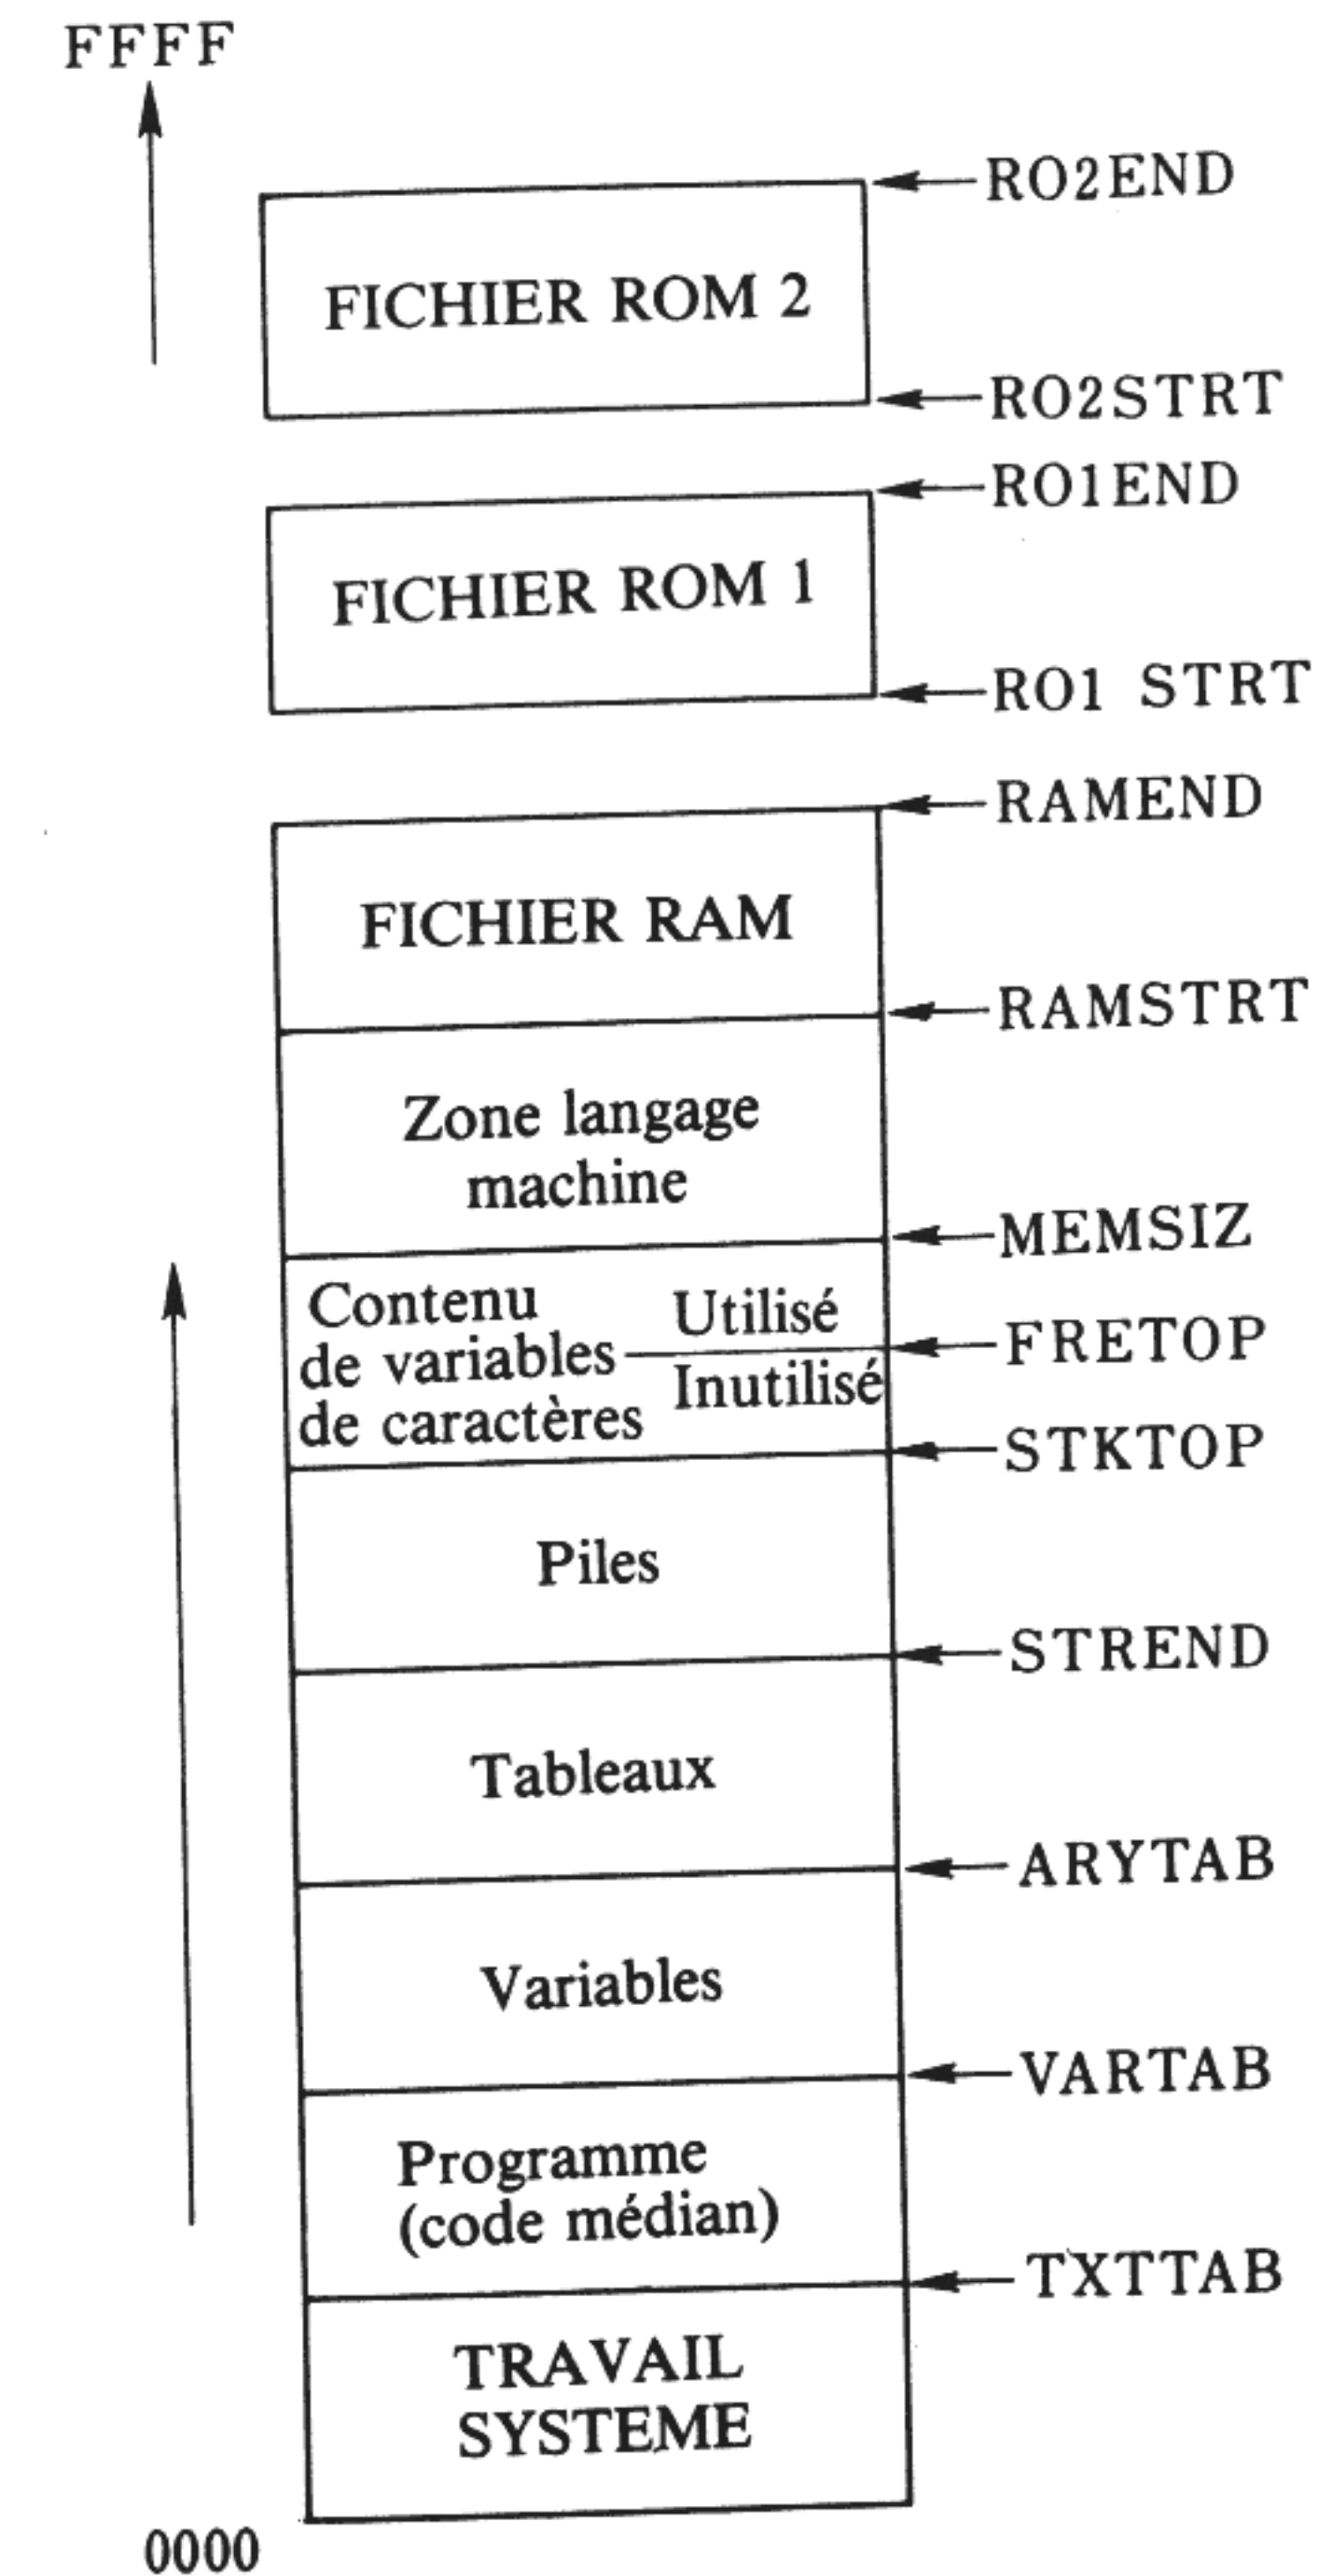 FFFF
RO2END
FICHIER ROM 2
RO2STRT
RO1END
FICHIER ROM 1
RO1 STRT
RAMEND
FICHIER RAM
RAMSTRT
Zone langage
machine
MEMSIZ
Contenu
de variables
de caractères
Utilisé
Inutilisé
FRETOP
STKTOP
Piles
STREND
Tableaux
ARYTAB
Variables
VARTAB
Programme
(code médian)
TXTTAB
TRAVAIL
SYSTEME
0000